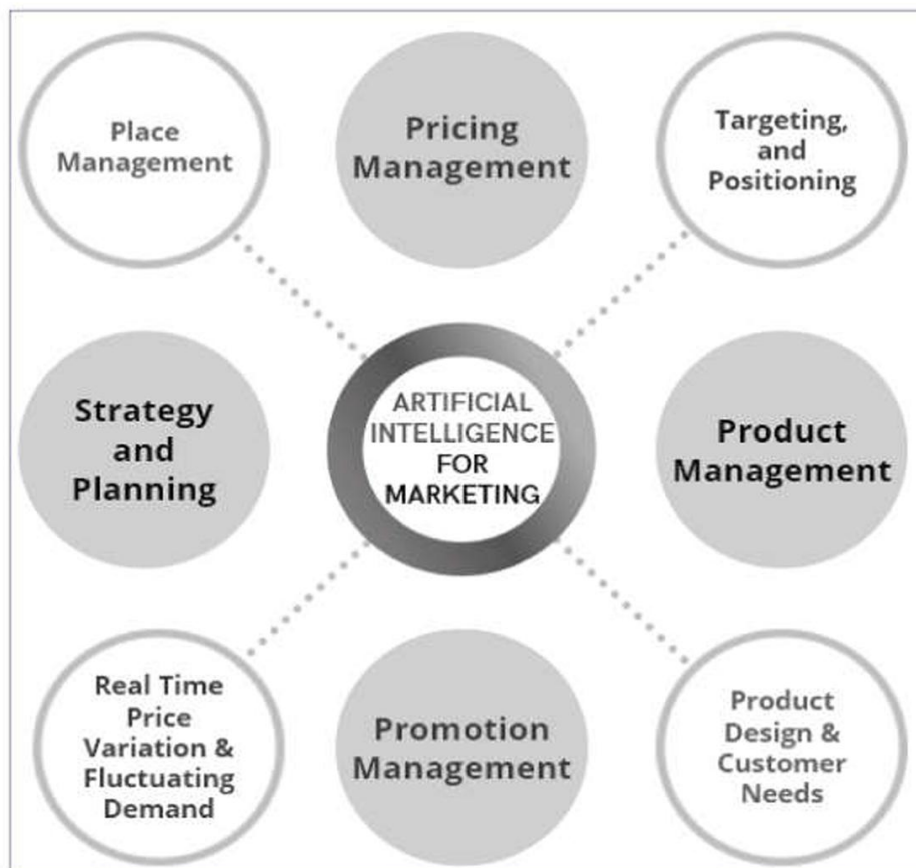 Place
Management
Pricing
Management
Targeting,
and
Positioning
Strategy
and
Planning
ARTIFICIAL
INTELLIGENCE
FOR
MARKETING
Product
Management
Real Time
Price
Variation &
Fluctuating
Demand
Promotion
Management
Product
Design &
Customer
Needs